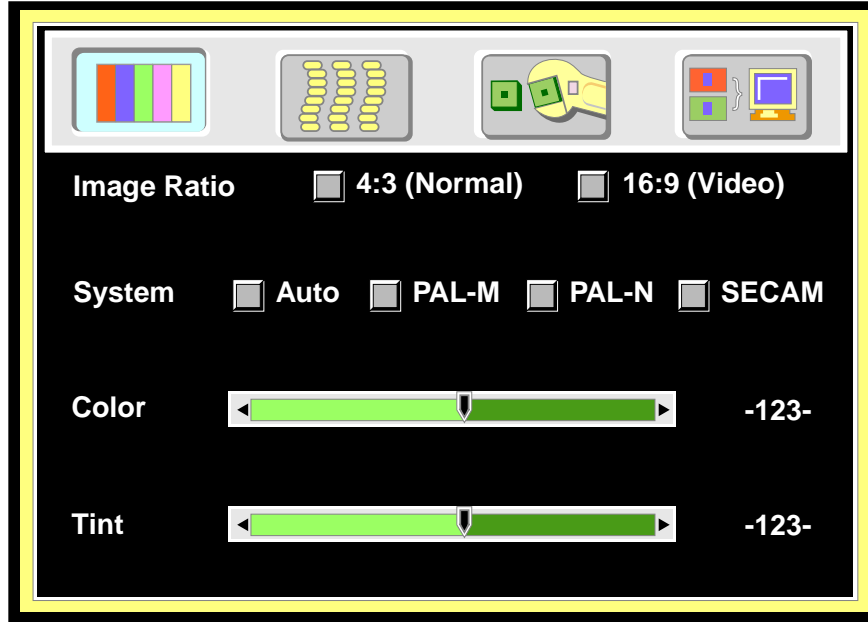 Image Ratio 4:3 (Normal) 16:9 (Video)
System Auto PAL-M PAL-N SECAM
Color -123-
Tint -123-